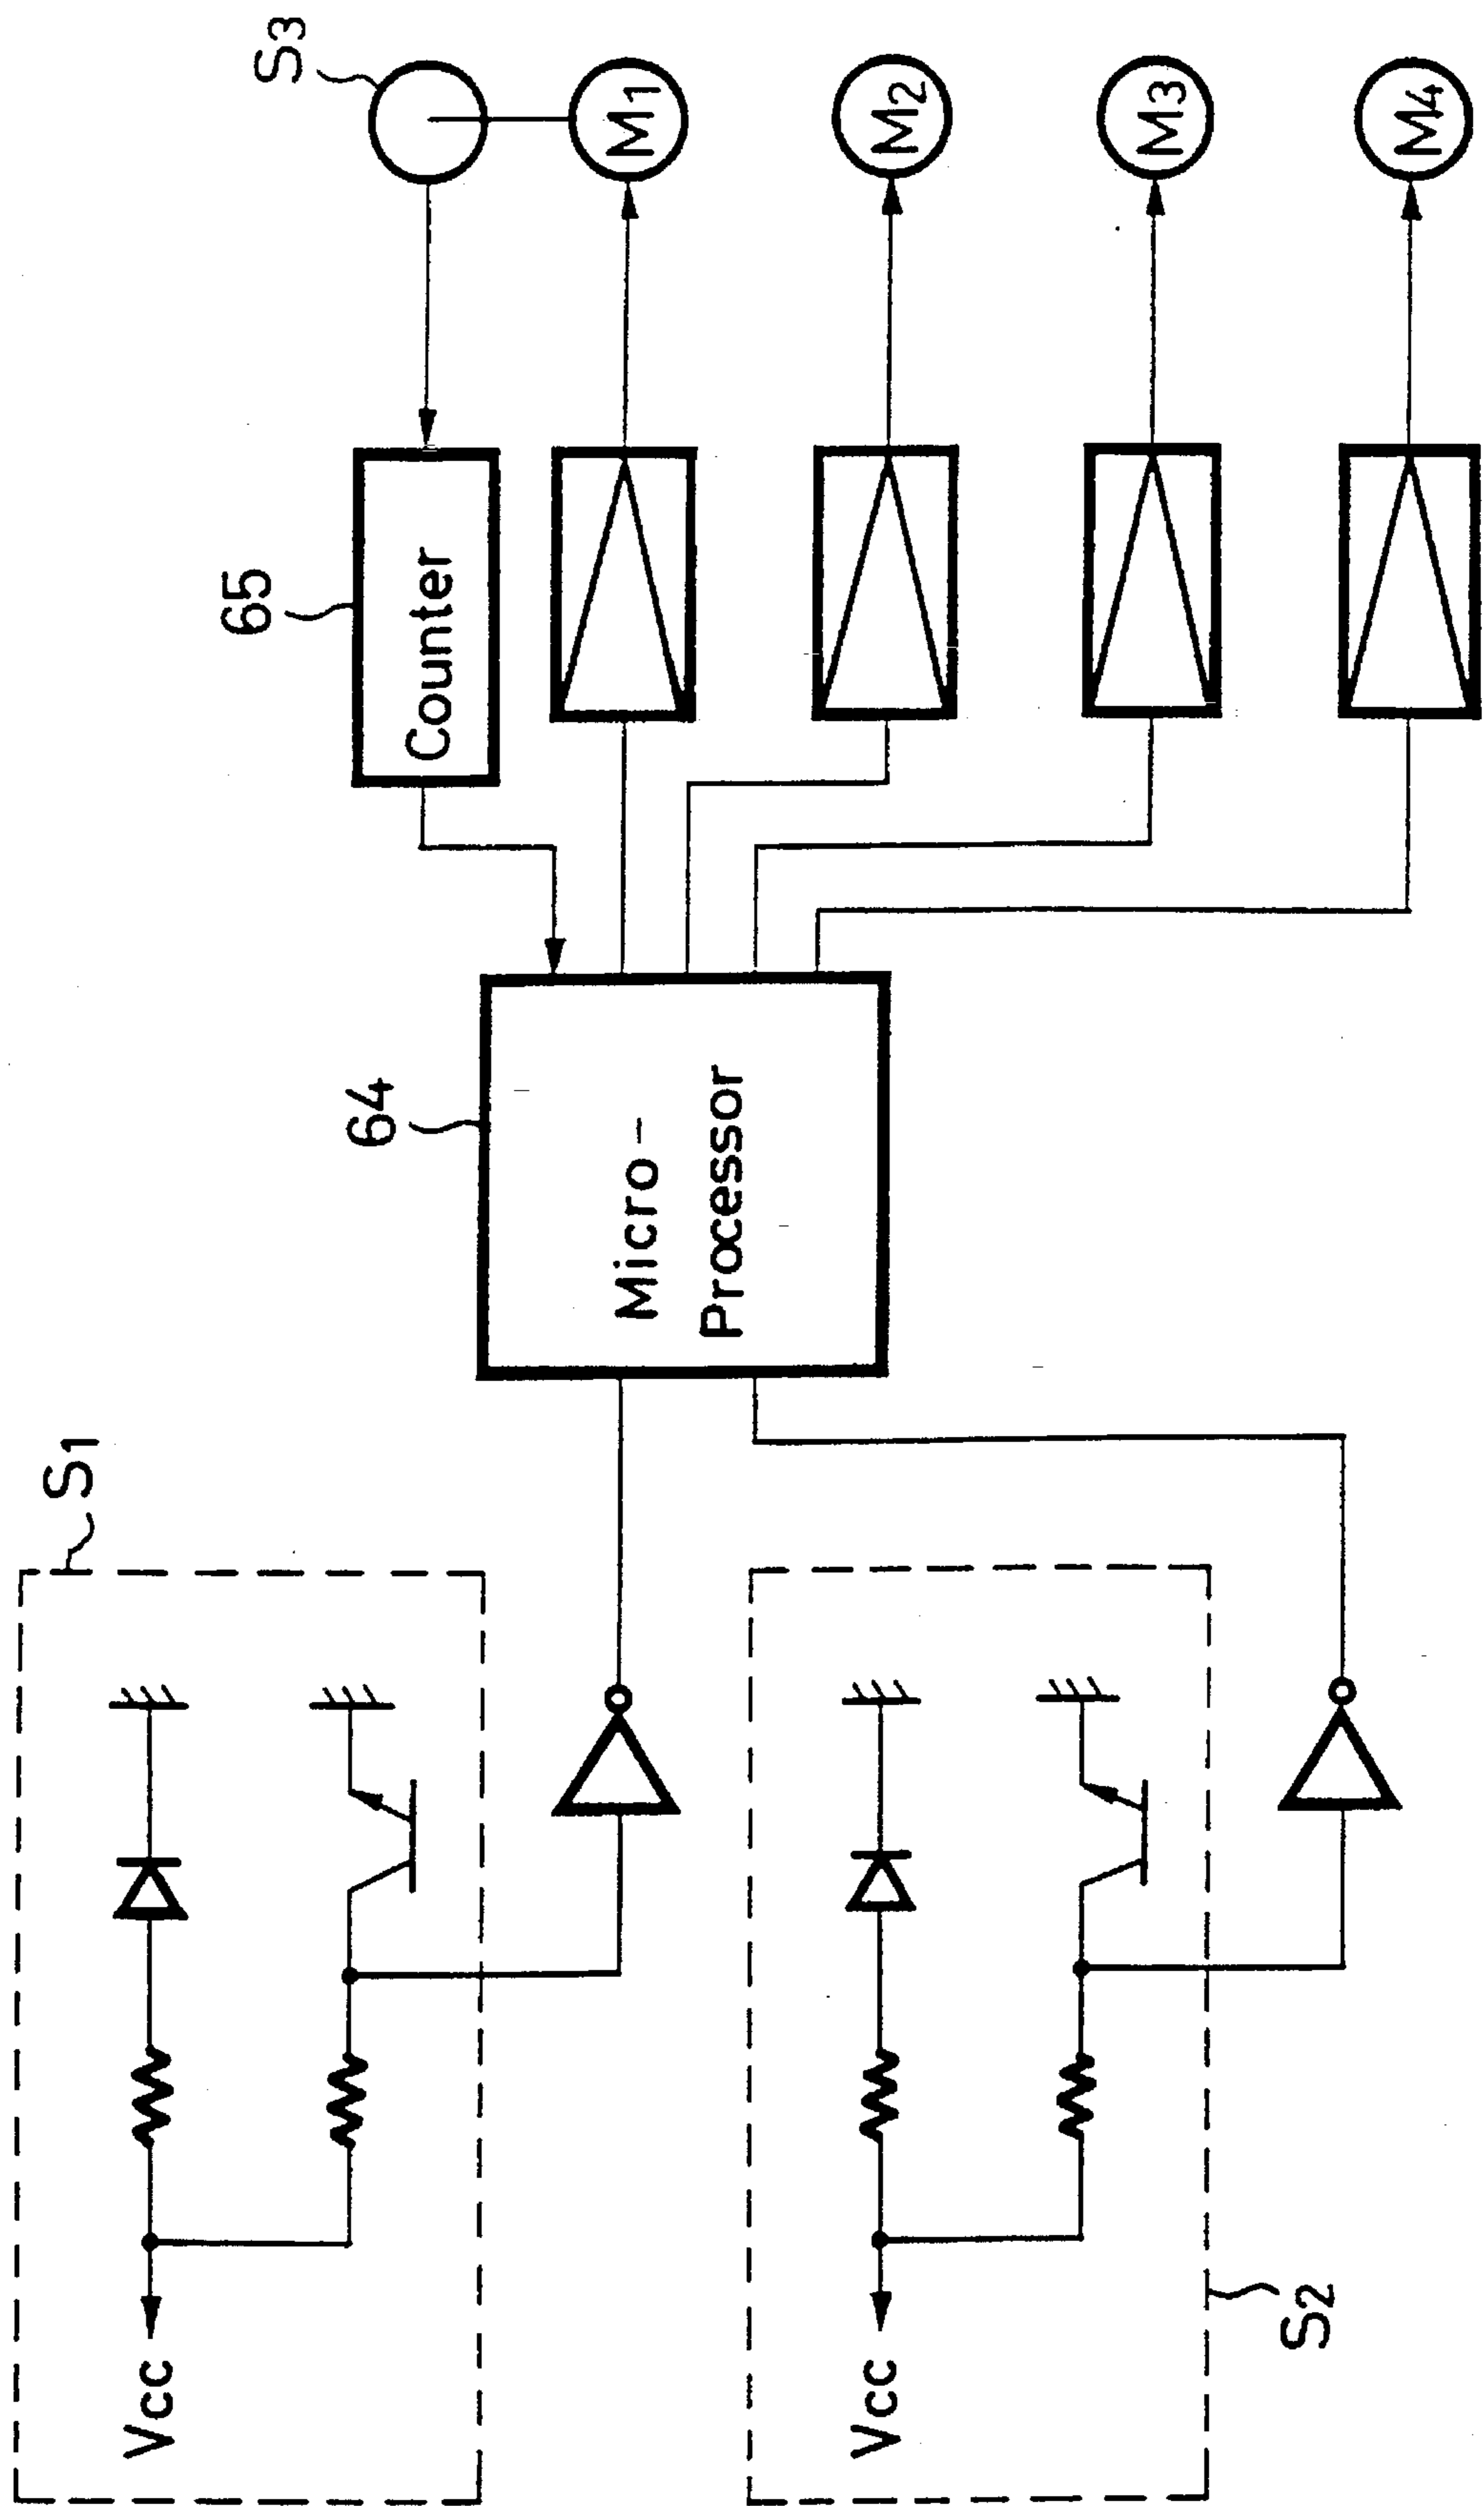 S1
Vcc
Vcc
S2
64
Micro-
Processor
65
Counter
S3
M1
M2
M3
M4